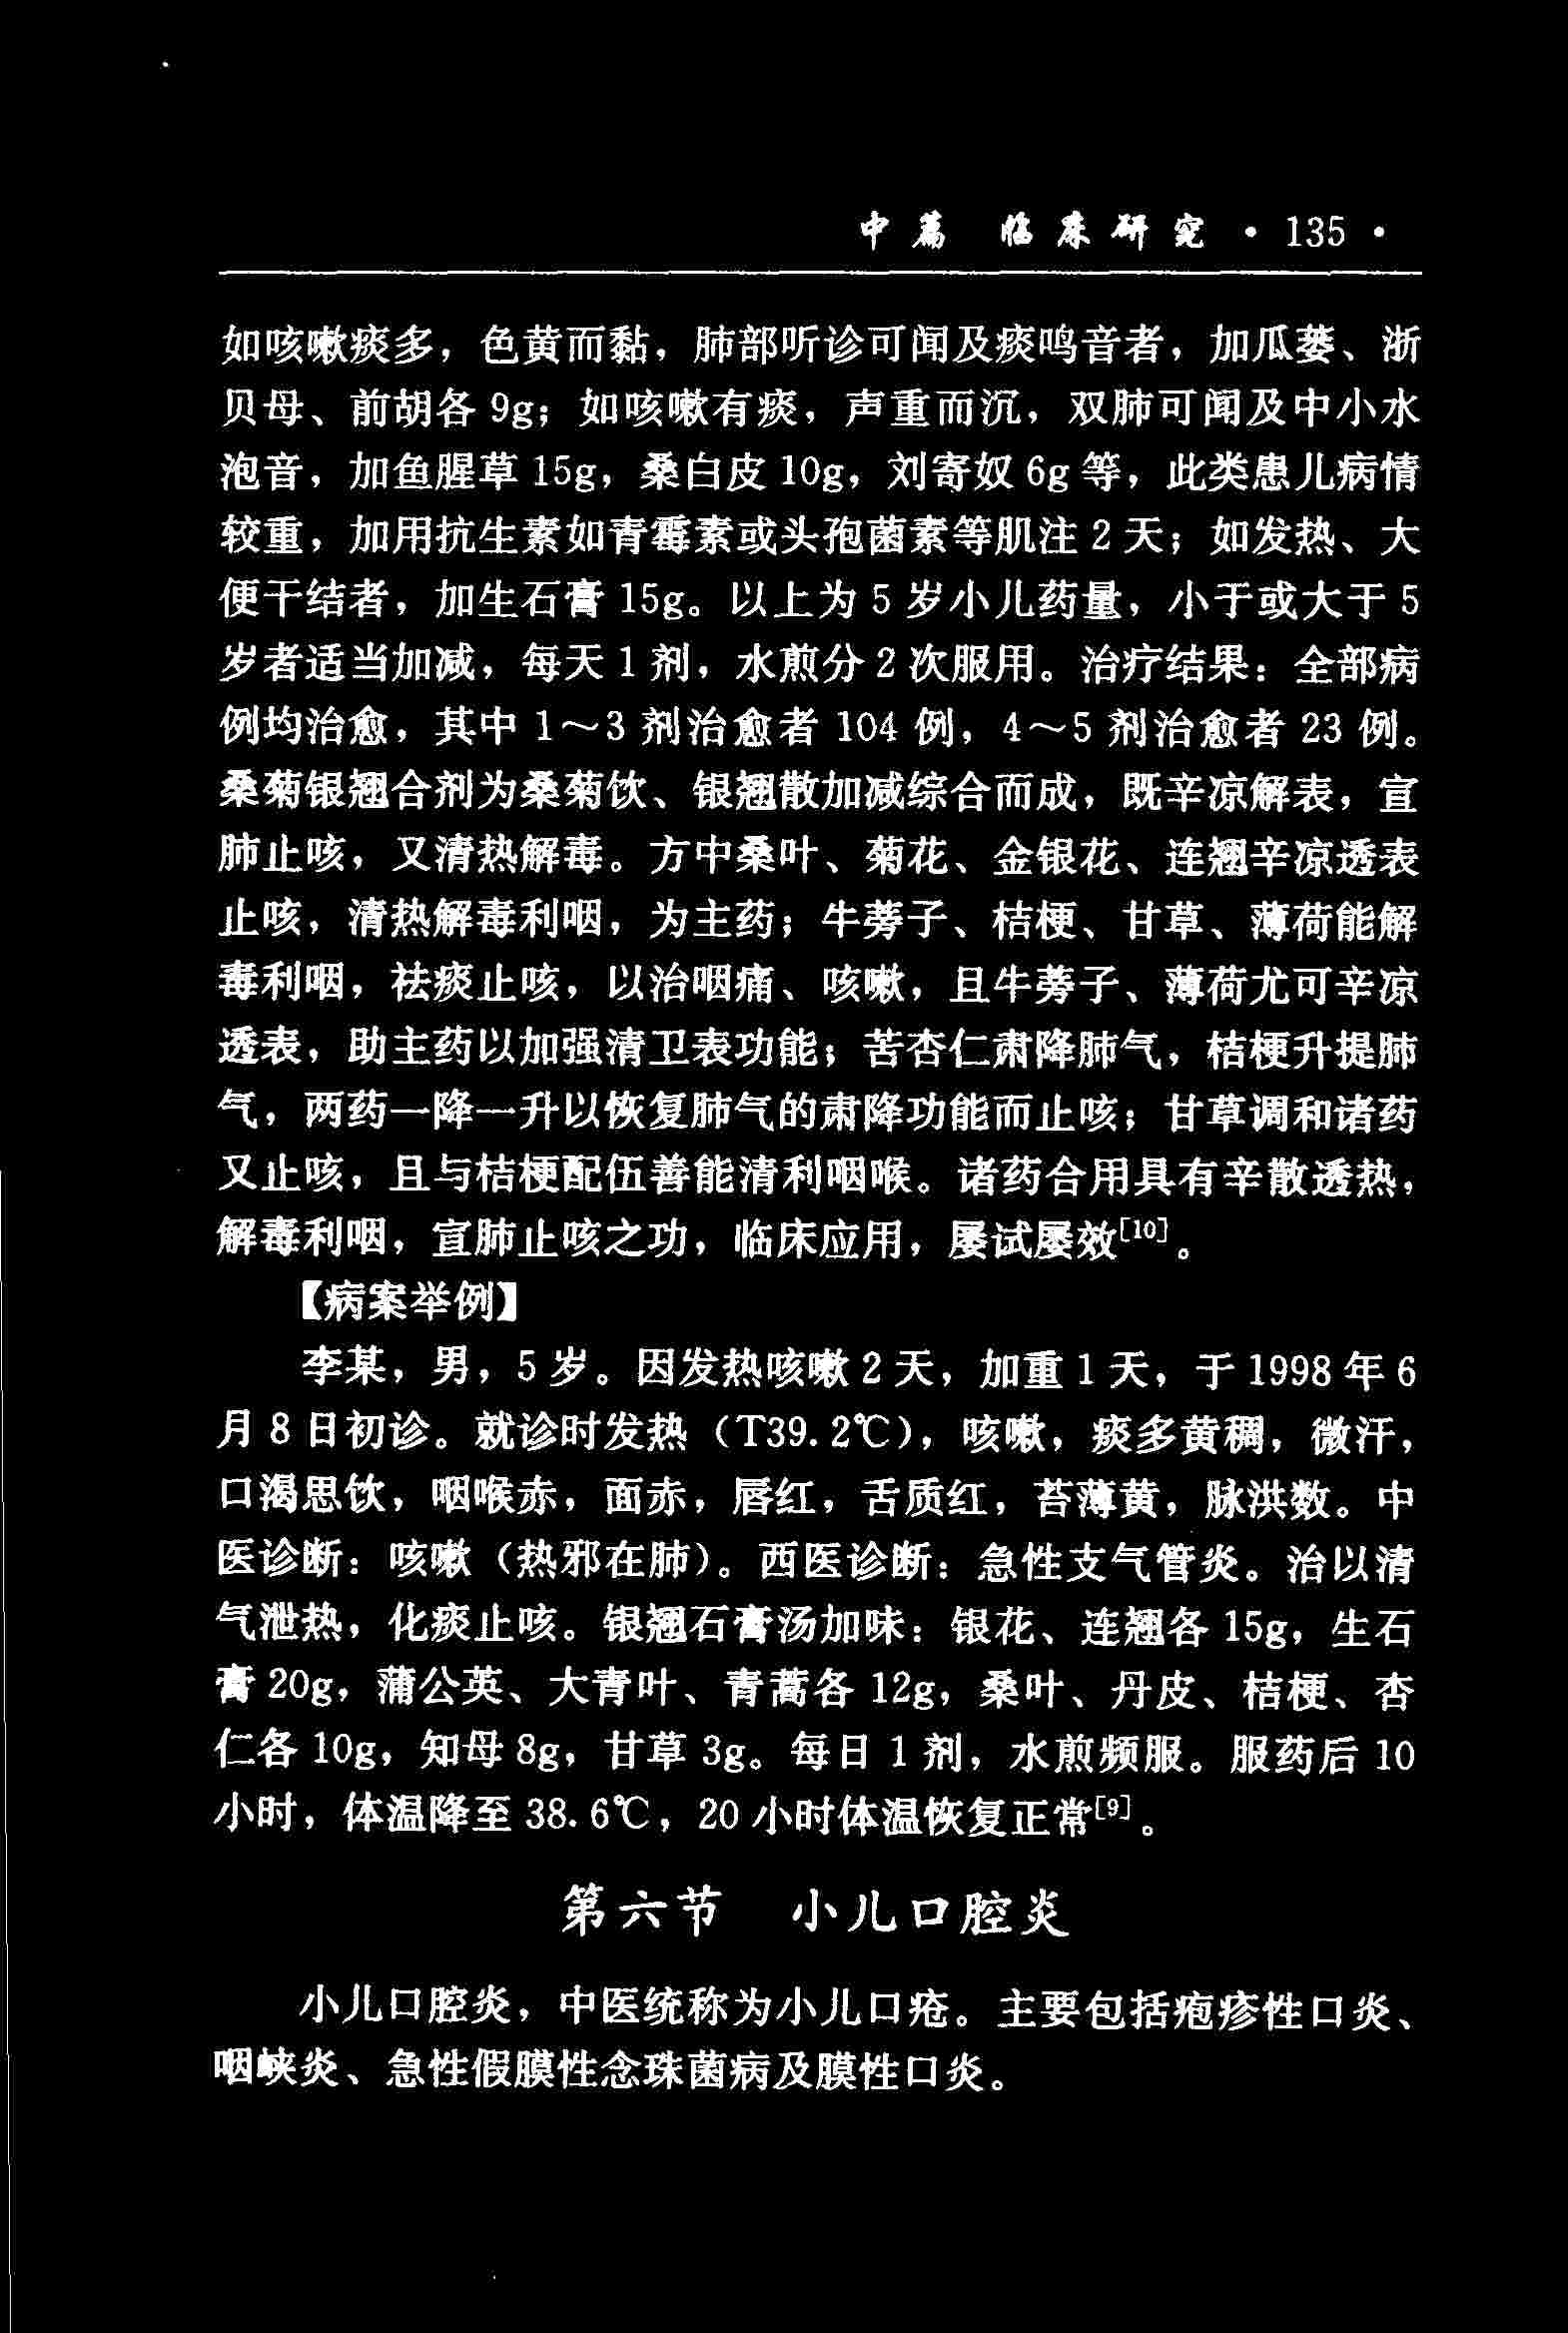 中篇 临床研究 · 135 ·
如咳嗽痰多，色黄而黏，肺部听诊可闻及痰鸣音者，加瓜蒌、浙
贝母、前胡各 9g；如咳嗽有痰，声重而沉，双肺可闻及中小水
泡音，加鱼腥草 15g，桑白皮 10g，刘寄奴 6g 等，此类患儿病情
较重，加用抗生素如青霉素或头孢菌素等肌注 2 天；如发热、大
便干结者，加生石膏 15g。以上为 5 岁小儿药量，小于或大于 5
岁者适当加减，每天 1 剂，水煎分 2 次服用。治疗结果：全部病
例均治愈，其中 1～3 剂治愈者 104 例，4～5 剂治愈者 23 例。
桑菊银翘合剂为桑菊饮、银翘散加减综合而成，既辛凉解表，宣
肺止咳，又清热解毒。方中桑叶、菊花、金银花、连翘辛凉透表
止咳，清热解毒利咽，为主药；牛蒡子、桔梗、甘草、薄荷能解
毒利咽，祛痰止咳，以治咽痛、咳嗽，且牛蒡子、薄荷尤可辛凉
透表，助主药以加强清卫表功能；苦杏仁肃降肺气，桔梗升提肺
气，两药一降一升以恢复肺气的肃降功能而止咳；甘草调和诸药
又止咳，且与桔梗配伍善能清利咽喉。诸药合用具有辛散透热，
解毒利咽，宣肺止咳之功，临床应用，屡试屡效[10]。
【病案举例】
李某，男，5 岁。因发热咳嗽 2 天，加重 1 天，于 1998 年 6
月 8 日初诊。就诊时发热（T39.2℃），咳嗽，痰多黄稠，微汗，
口渴思饮，咽喉赤，面赤，唇红，舌质红，苔薄黄，脉洪数。中
医诊断：咳嗽（热邪在肺）。西医诊断：急性支气管炎。治以清
气泄热，化痰止咳。银翘石膏汤加味：银花、连翘各 15g，生石
膏 20g，蒲公英、大青叶、青蒿各 12g，桑叶、丹皮、桔梗、杏
仁各 10g，知母 8g，甘草 3g。每日 1 剂，水煎频服。服药后 10
小时，体温降至 38.6℃，20 小时体温恢复正常[9]。
第六节 小儿口腔炎
小儿口腔炎，中医统称为小儿口疮。主要包括疱疹性口炎、
咽峡炎、急性假膜性念珠菌病及膜性口炎。